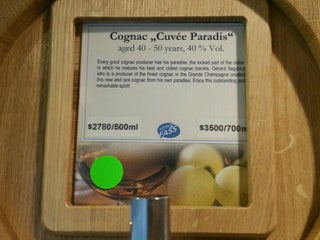 Cognac „Cuvée Paradis“
aged 40 - 50 years, 40 % Vol.
Every good cognac producer has his paradise, the locked part of the cellar
in which he matures his best and oldest cognac barrels. Gérard
who is a producer of the finest cognac in the Grande Champagne
this new and rare cognac from his own paradise. Enjoy this outstanding and
remarkable spirit!
$2780/500ml
FASS
$3500/700m